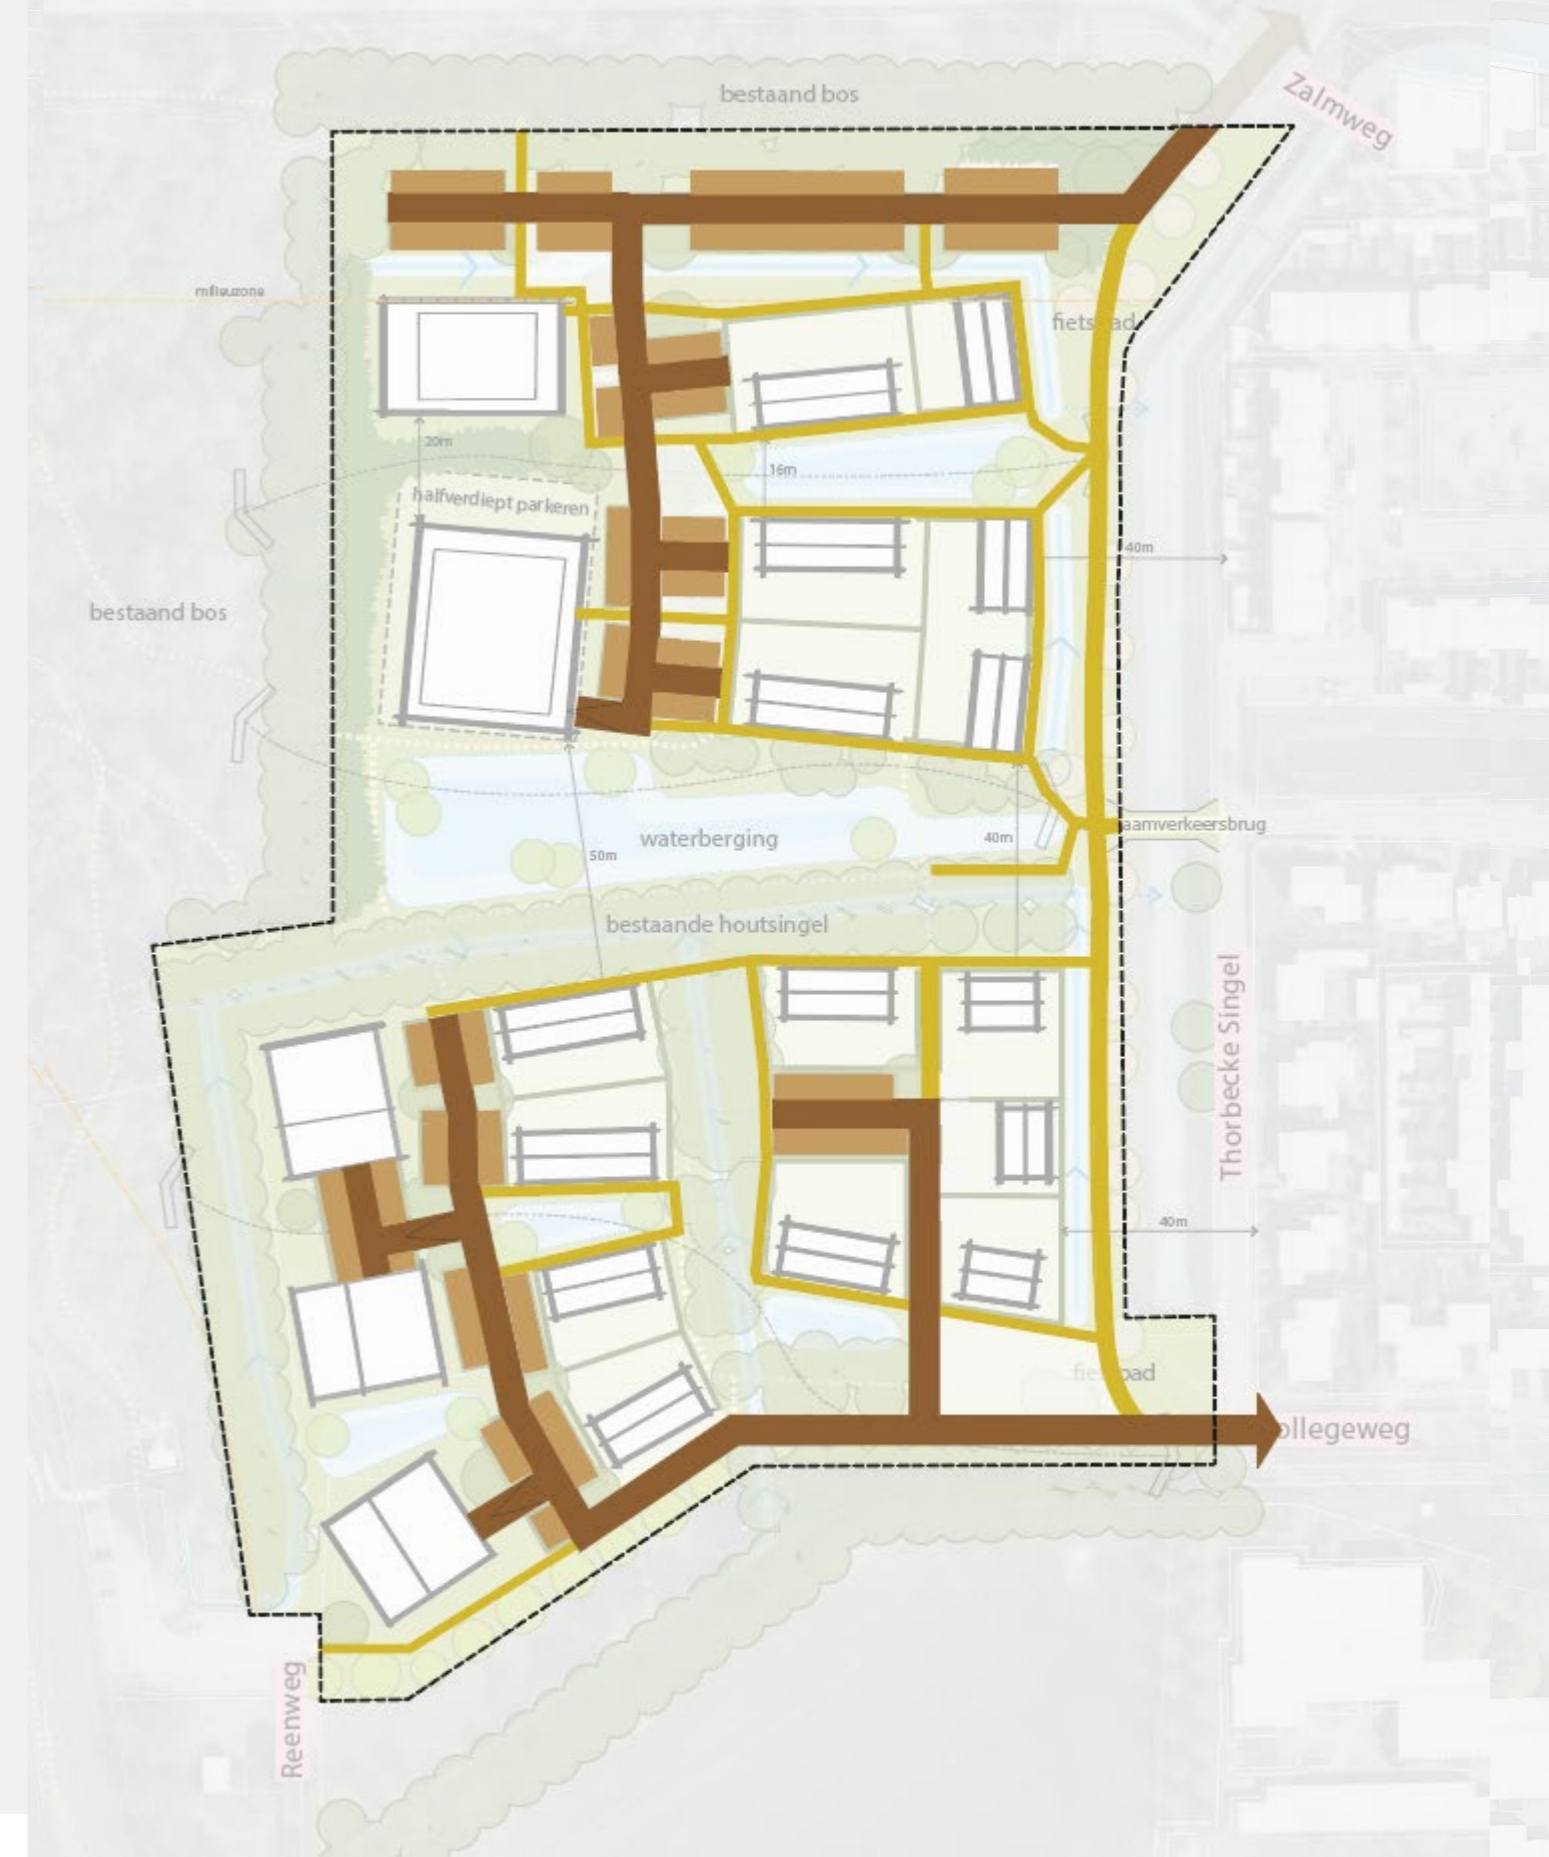 bestaand bos
Zalmweg
milieuzone
fietspad
20m
16m
halfverdiept parkeren
40m
bestaand bos
waterberging
40m
aamverkeersbrug
50m
bestaande houtsingel
Thorbecke Singel
40m
fietspad
ollegeweg
Reenweg